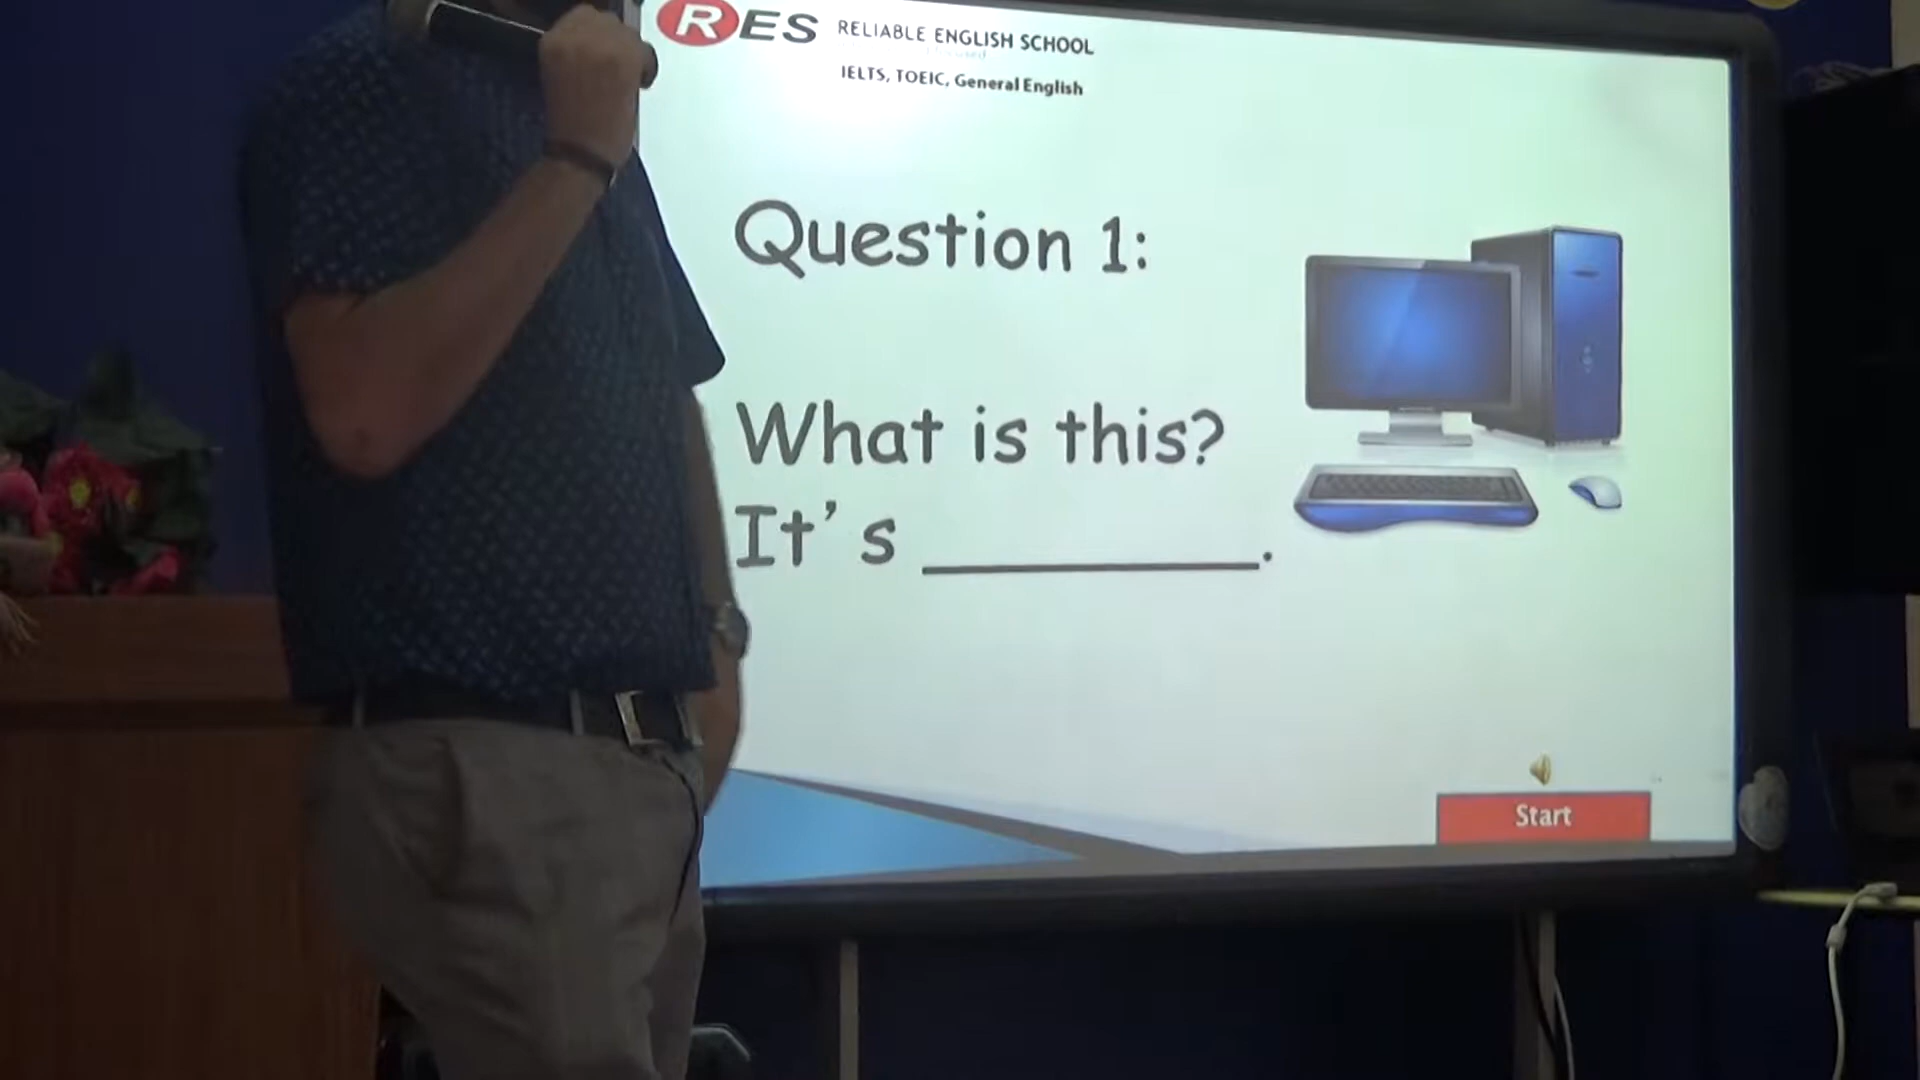 RES
RELIABLE ENGLISH SCHOOL
IELTS, TOEIC, General English
Question 1:
What is this?
It's ________.
Start